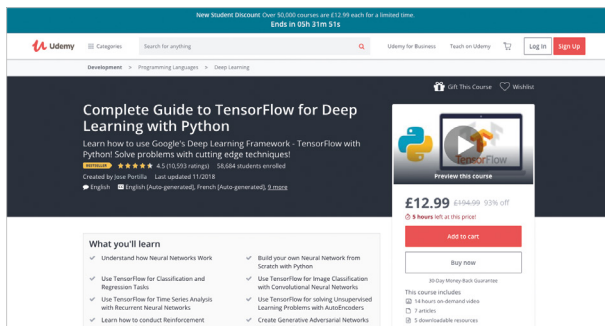 New Student Discount Over 50,000 courses are £12.99 each for a limited time.
Ends in 05h 31m 51s
Udemy
Categories
Search for anything
Udemy for Business
Teach on Udemy
Log In
Sign Up
Development > Programming Languages > Deep Learning
Gift This Course
Wishlist
Complete Guide to TensorFlow for Deep
Learning with Python
Learn how to use Google's Deep Learning Framework - TensorFlow with
Python! Solve problems with cutting edge techniques!
BESTSELLER 4.5 (10,593 ratings) 58,684 students enrolled
Created by Jose Portilla Last updated 11/2018
English English [Auto-generated], French [Auto-generated], 9 more
TensorFlow
Preview this course
£12.99 £194.99 93% off
5 hours left at this price!
Add to cart
Buy now
30-Day Money-Back Guarantee
This course includes
14 hours on-demand video
7 articles
5 downloadable resources
What you'll learn
Understand how Neural Networks Work
Build your own Neural Network from
Scratch with Python
Use TensorFlow for Classification and
Regression Tasks
Use TensorFlow for Image Classification
with Convolutional Neural Networks
Use TensorFlow for Time Series Analysis
with Recurrent Neural Networks
Use TensorFlow for solving Unsupervised
Learning Problems with AutoEncoders
Learn how to conduct Reinforcement
Create Generative Adversarial Networks